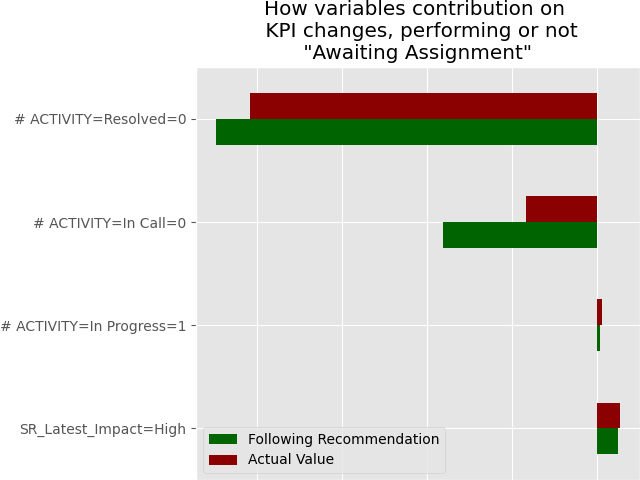 How variables contribution on
KPI changes, performing or not
"Awaiting Assignment"
# ACTIVITY=Resolved=0
# ACTIVITY=In Call=0
# ACTIVITY=In Progress=1
SR_Latest_Impact=High
Following Recommendation
Actual Value